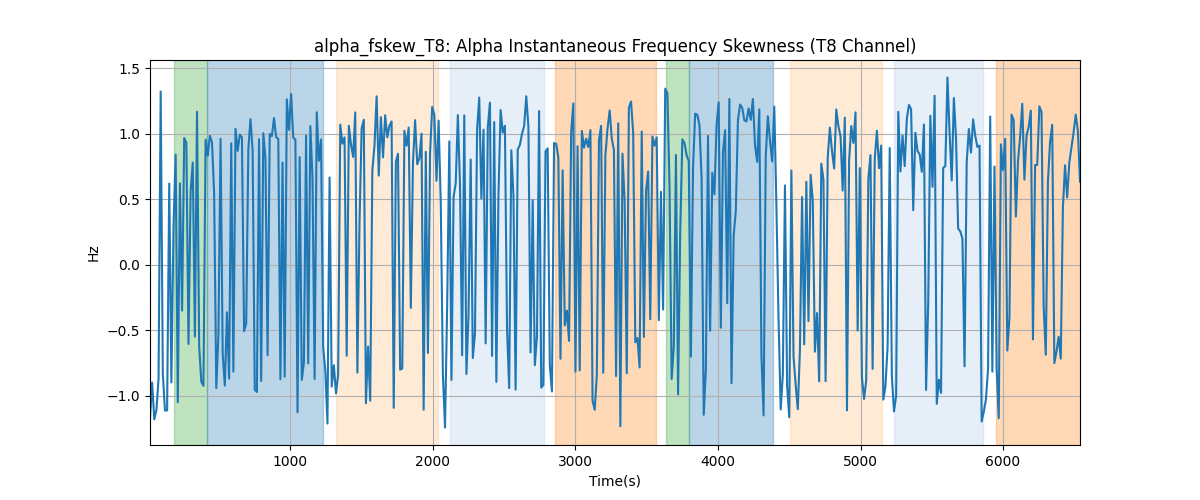 alpha_fskew_T8: Alpha Instantaneous Frequency Skewness (T8 Channel)
1.5
1.0
0.5
0.0
−0.5
−1.0
Hz
1000 2000 3000 4000 5000 6000
Time(s)